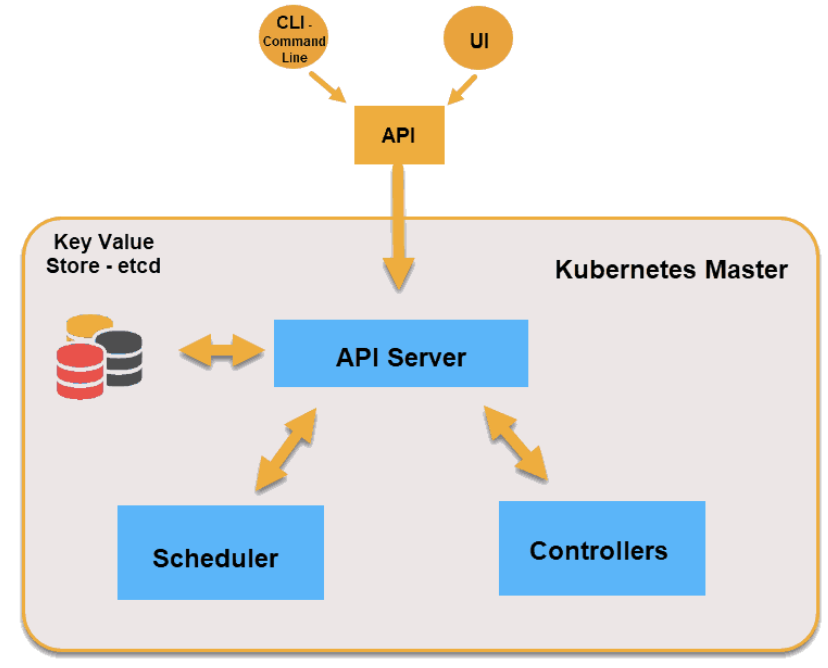 CLI -
Command
Line
UI
API
Key Value
Store - etcd
Kubernetes Master
API Server
Scheduler
Controllers